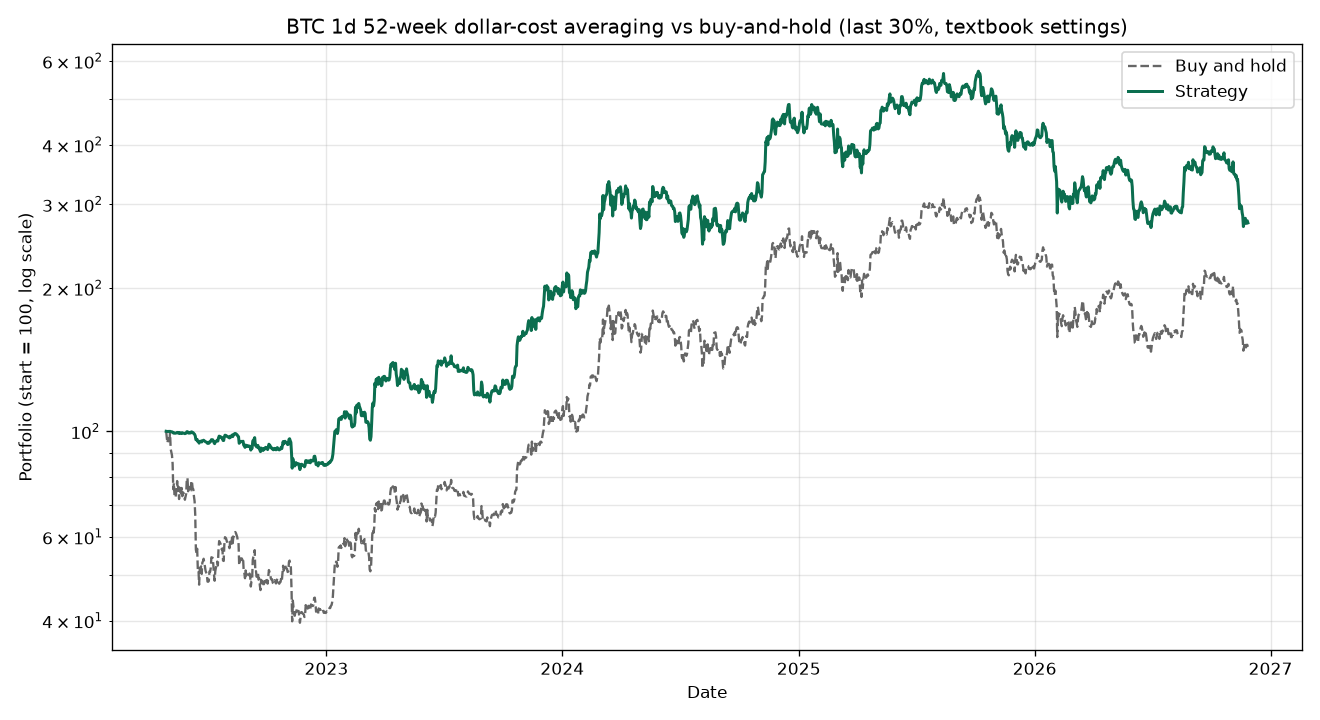 BTC 1d 52-week dollar-cost averaging vs buy-and-hold (last 30%, textbook settings)
Buy and hold
Strategy
Portfolio (start = 100, log scale)
6 × 10²
4 × 10²
3 × 10²
2 × 10²
10²
6 × 10¹
4 × 10¹
2023
2024
2025
2026
2027
Date